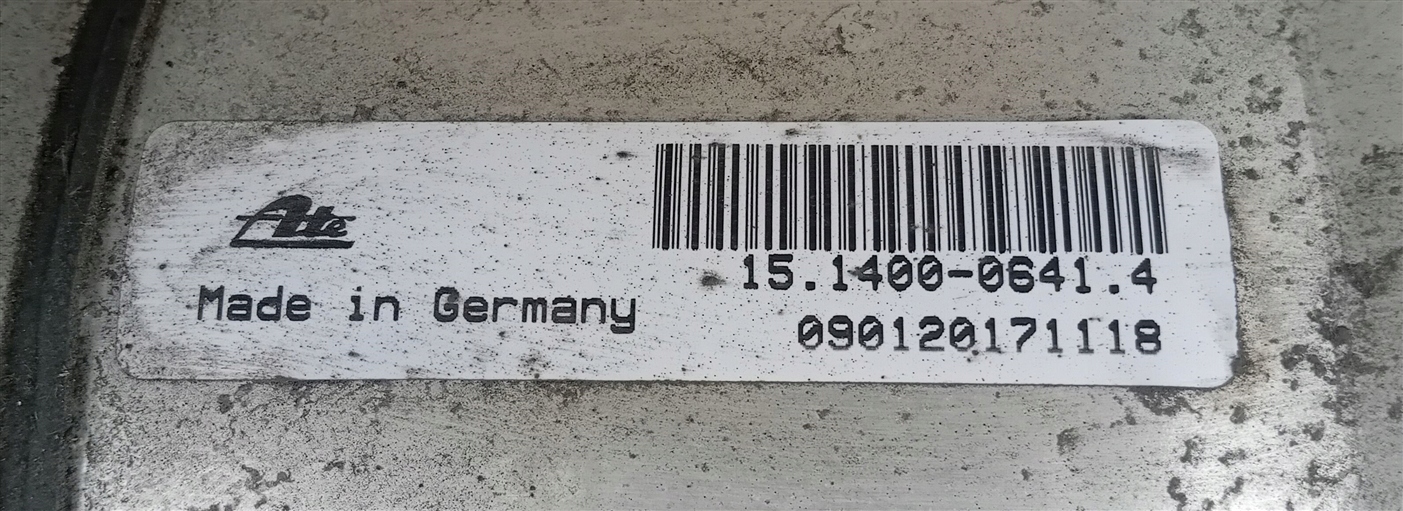 Ate
Made in Germany
15.1400-0641.4
090120171118